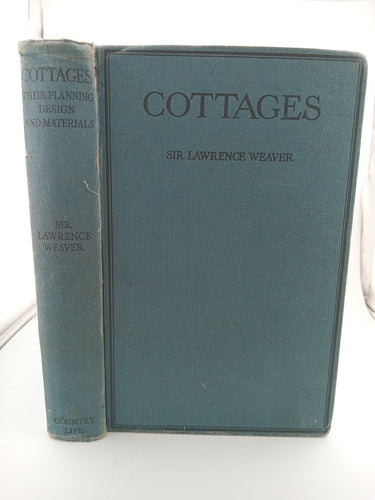 COTTAGES
THEIR PLANNING
DESIGN
AND MATERIALS
SIR
LAWRENCE
WEAVER
COUNTRY
LIFE
COTTAGES
SIR LAWRENCE WEAVER